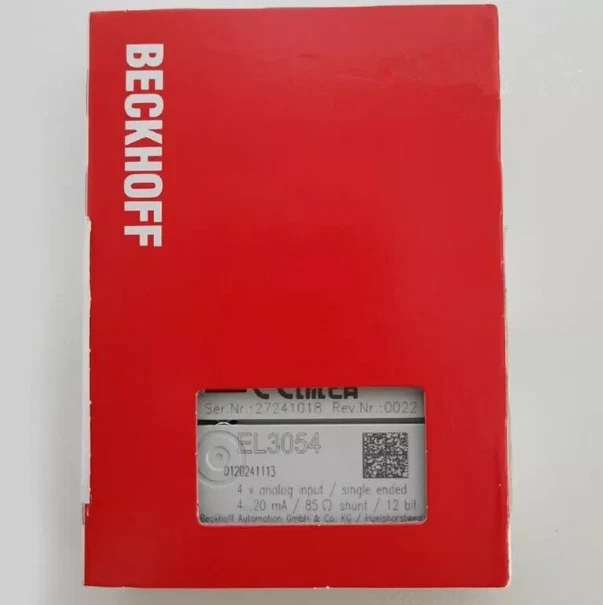 BECKHOFF
Ser.Nr.:27241018 Rev.Nr.:0022
EL3054
0120241113
4 x analog input / single ended
4...20 mA / 85 Ω shunt / 12 bit
Beckhoff Automation GmbH & Co. KG / Huelshorstweg